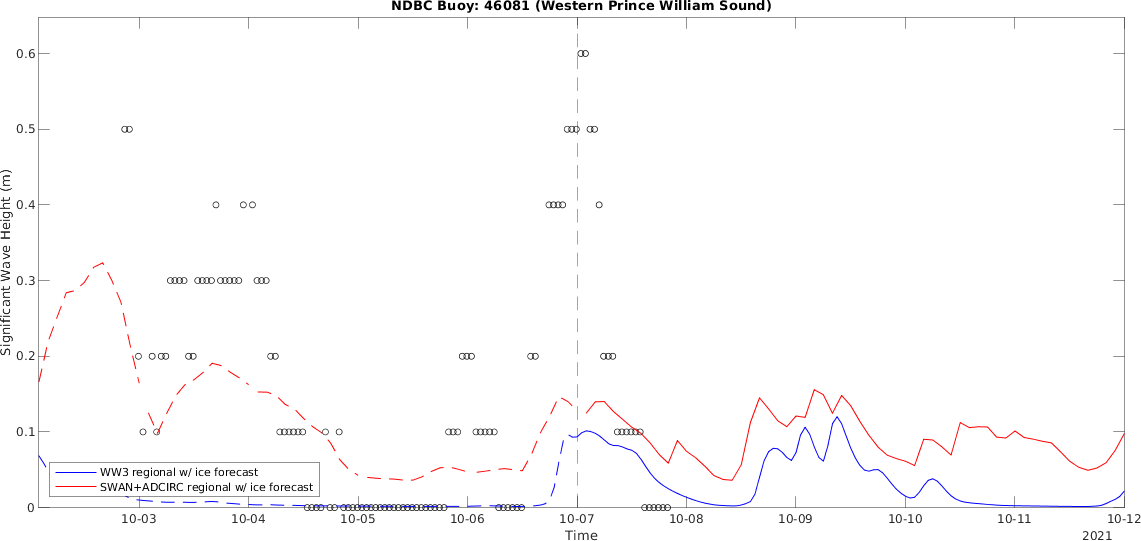 NDBC Buoy: 46081 (Western Prince William Sound)
Significant Wave Height (m)
0.6
0.5
0.4
0.3
0.2
0.1
0
WW3 regional w/ ice forecast
SWAN+ADCIRC regional w/ ice forecast
10-03 10-04 10-05 10-06 10-07 10-08 10-09 10-10 10-11 10-12
Time
2021